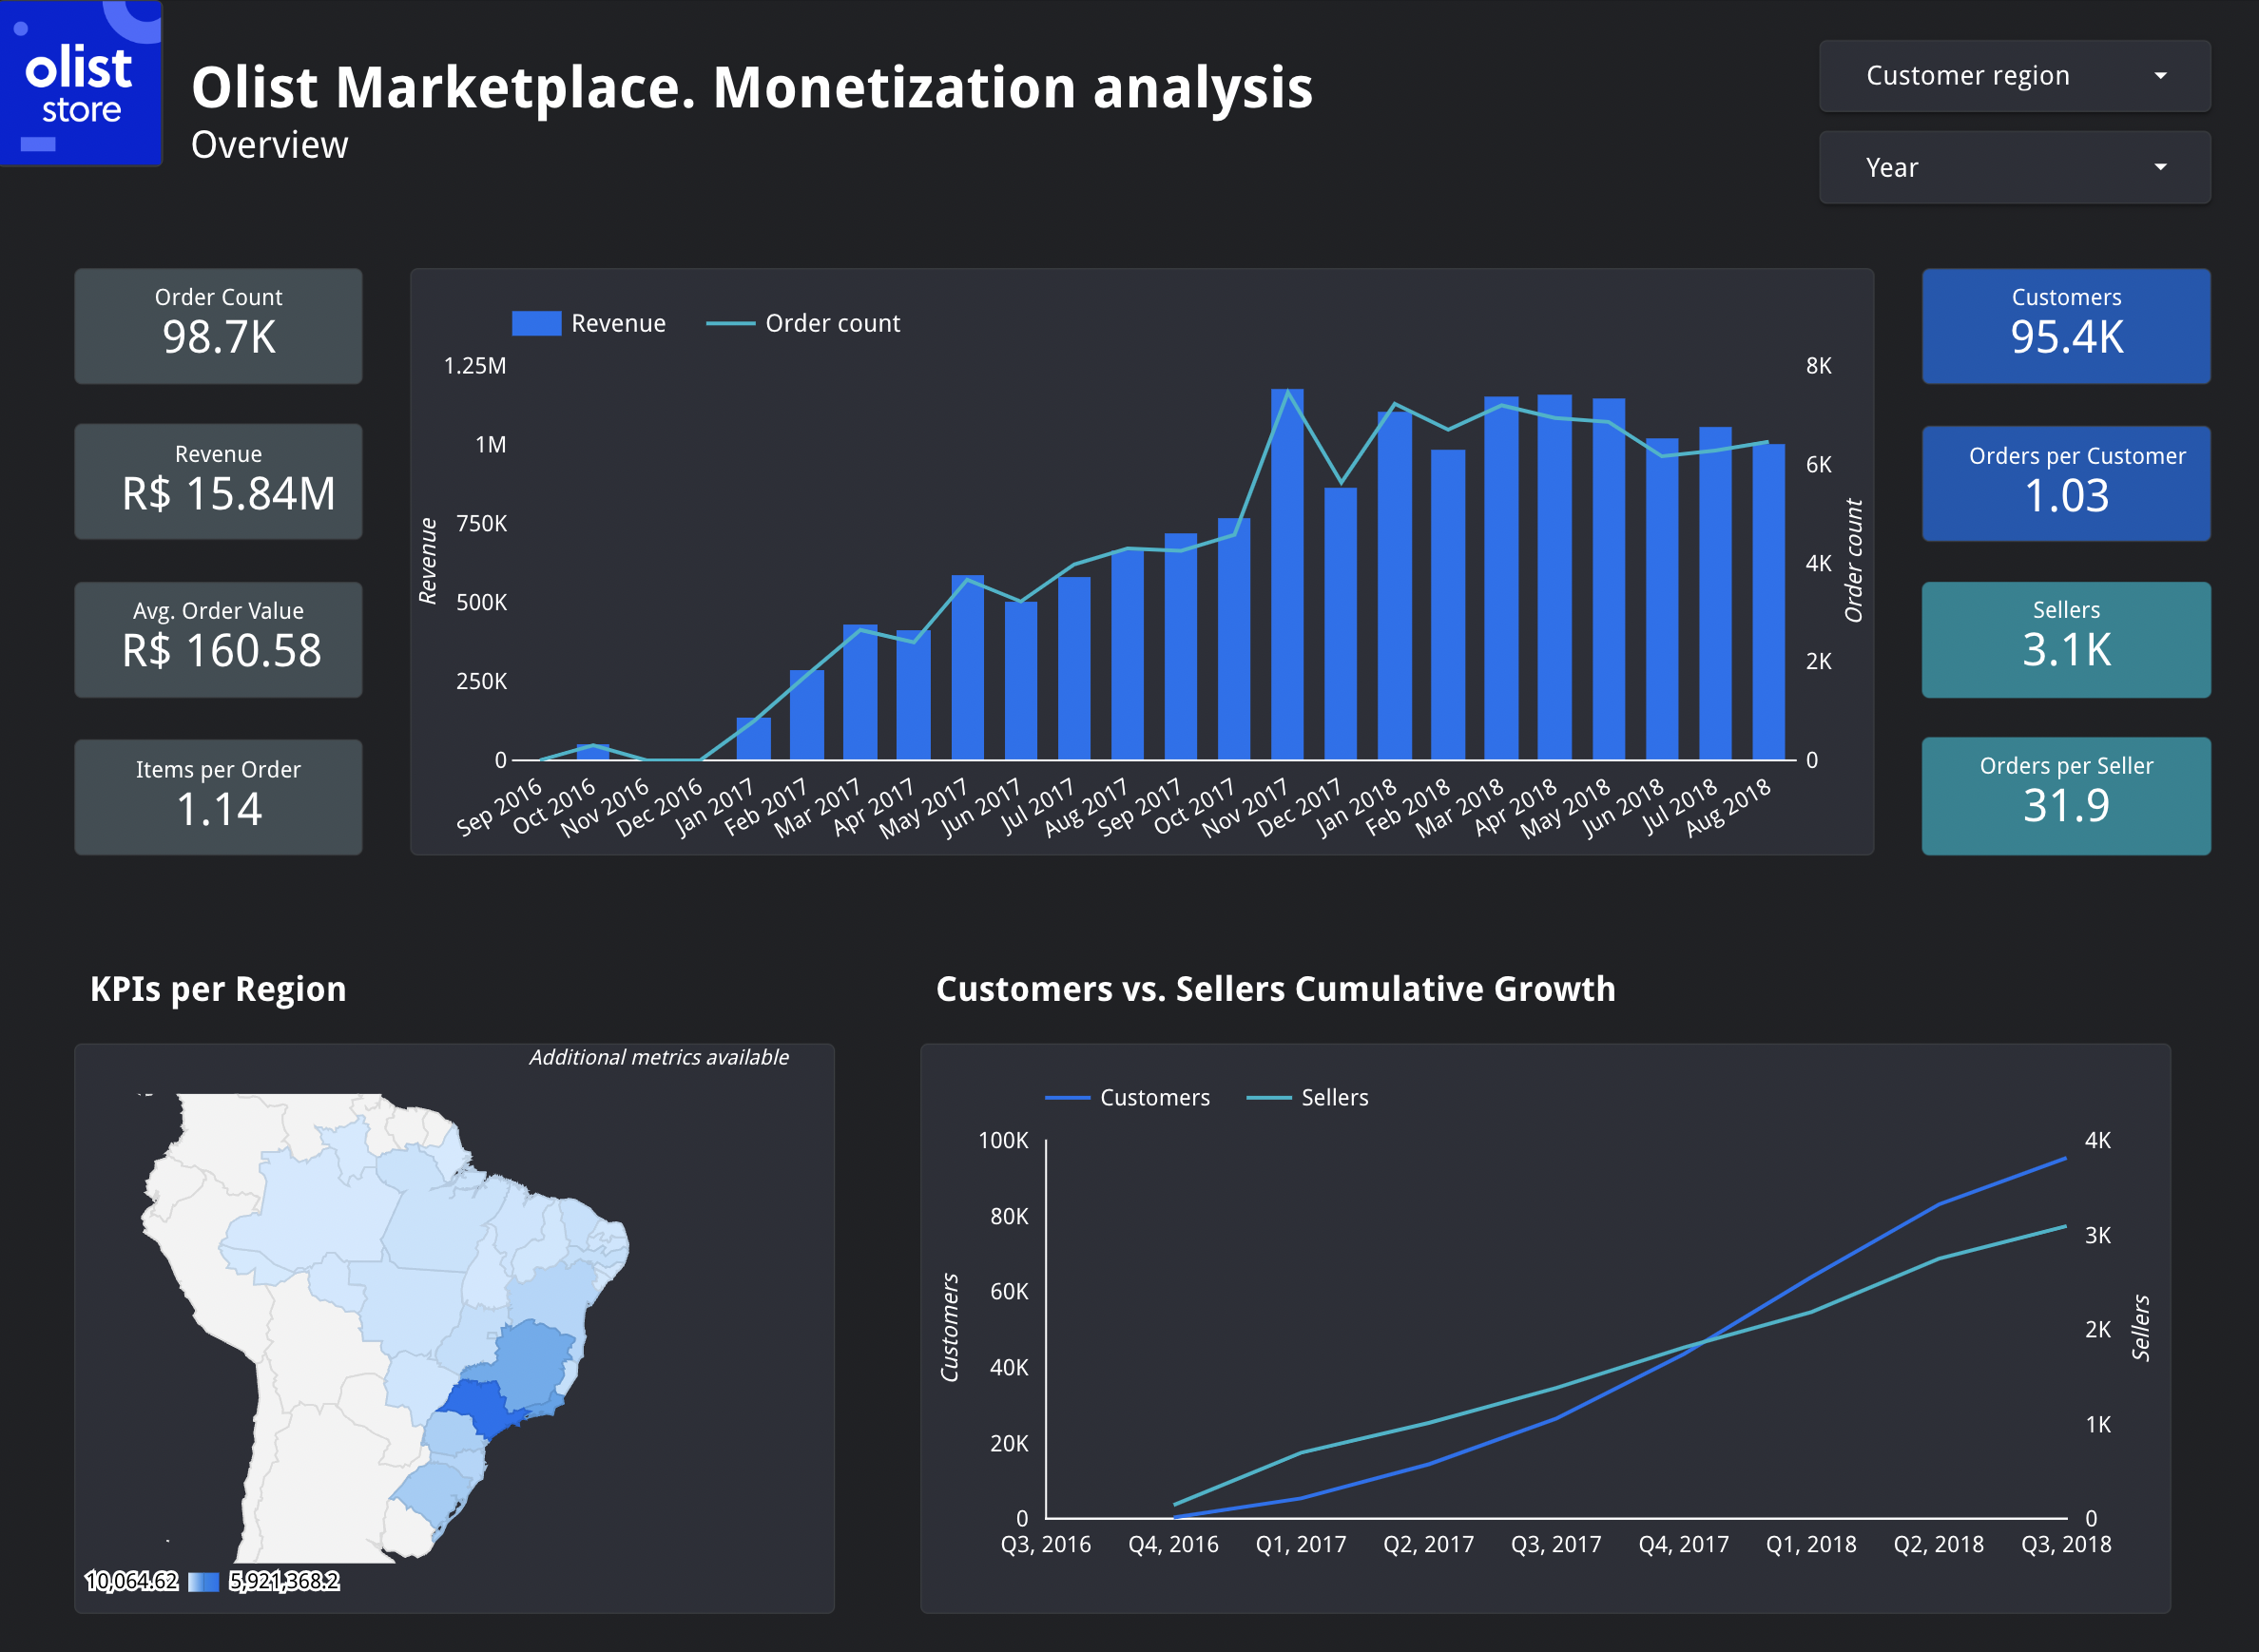 olist
store
Olist Marketplace. Monetization analysis
Overview
Customer region
Year
Order Count
98.7K
Revenue
R$ 15.84M
Avg. Order Value
R$ 160.58
Items per Order
1.14
Revenue
Order count
1.25M
1M
750K
500K
250K
0
Revenue
8K
6K
4K
2K
0
Order count
Sep 2016
Oct 2016
Nov 2016
Dec 2016
Jan 2017
Feb 2017
Mar 2017
Apr 2017
May 2017
Jun 2017
Jul 2017
Aug 2017
Sep 2017
Oct 2017
Nov 2017
Dec 2017
Jan 2018
Feb 2018
Mar 2018
Apr 2018
May 2018
Jun 2018
Jul 2018
Aug 2018
Customers
95.4K
Orders per Customer
1.03
Sellers
3.1K
Orders per Seller
31.9
KPIs per Region
Additional metrics available
10,064.62
5,921,368.2
Customers vs. Sellers Cumulative Growth
Customers
Sellers
100K
80K
60K
40K
20K
0
Customers
4K
3K
2K
1K
0
Sellers
Q3, 2016
Q4, 2016
Q1, 2017
Q2, 2017
Q3, 2017
Q4, 2017
Q1, 2018
Q2, 2018
Q3, 2018